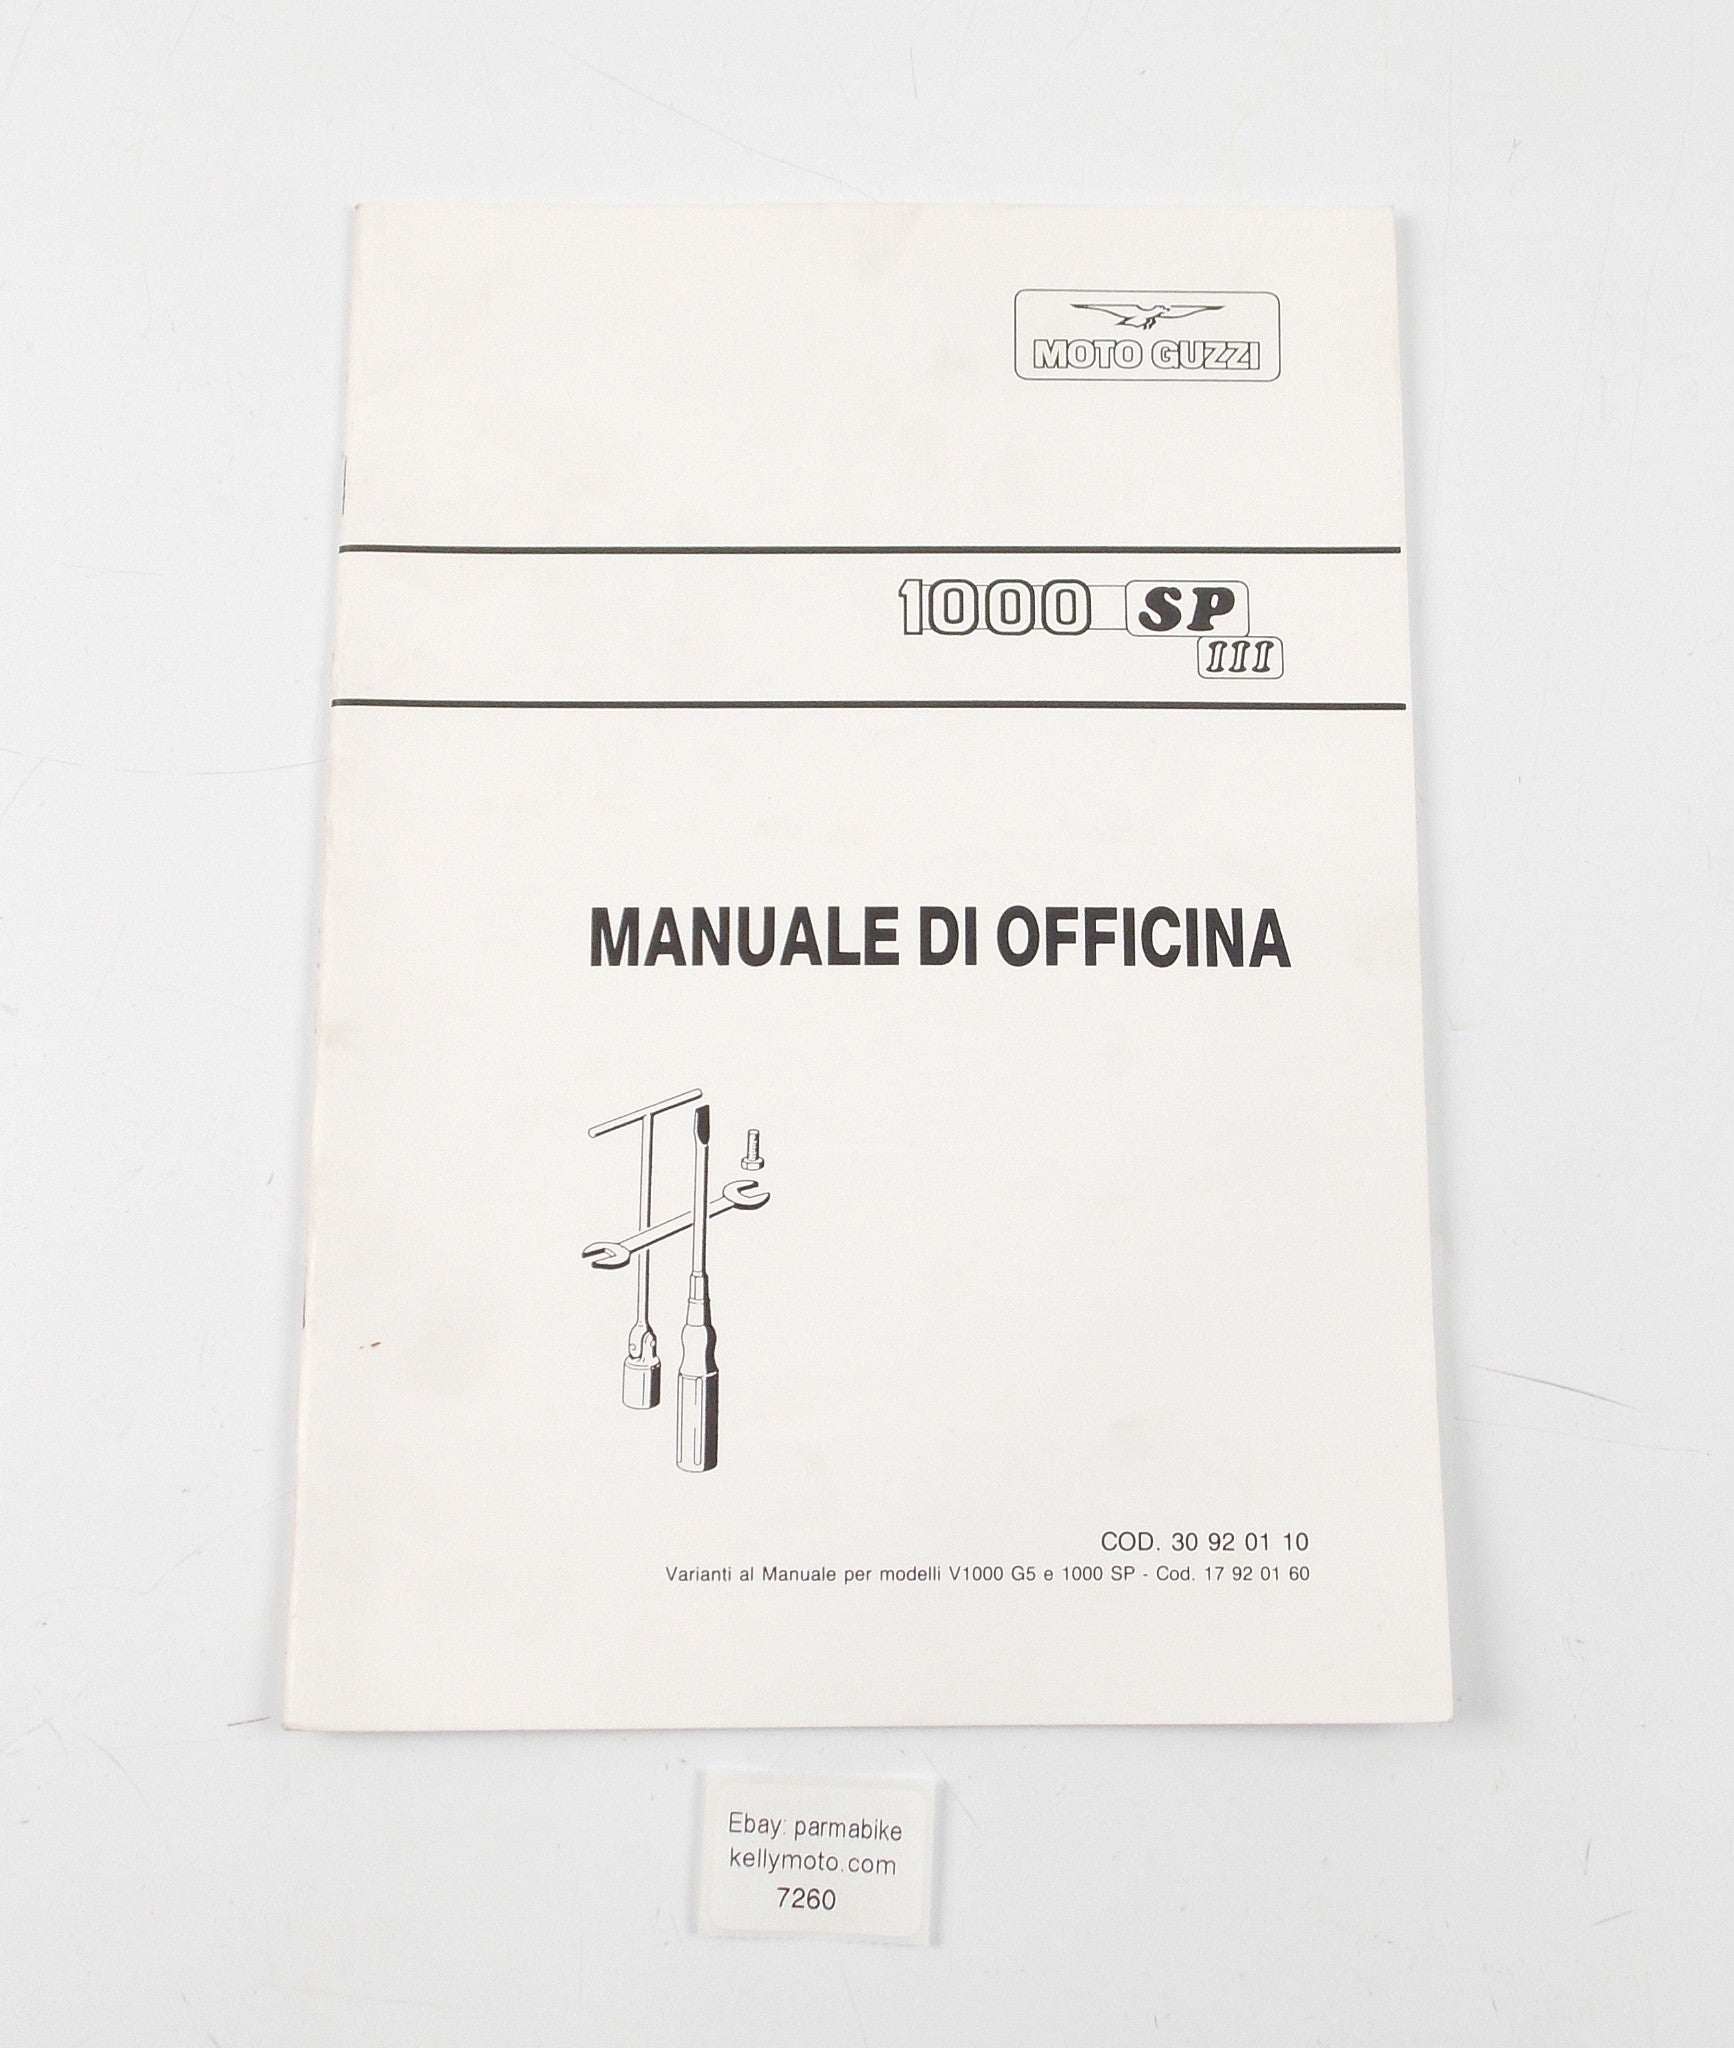 MOTO GUZZI
1000 SP
III
MANUALE DI OFFICINA
COD. 30 92 01 10
Varianti al Manuale per modelli V1000 G5 e 1000 SP - Cod. 17 92 01 60
Ebay: parmabike
kellymoto.com
7260